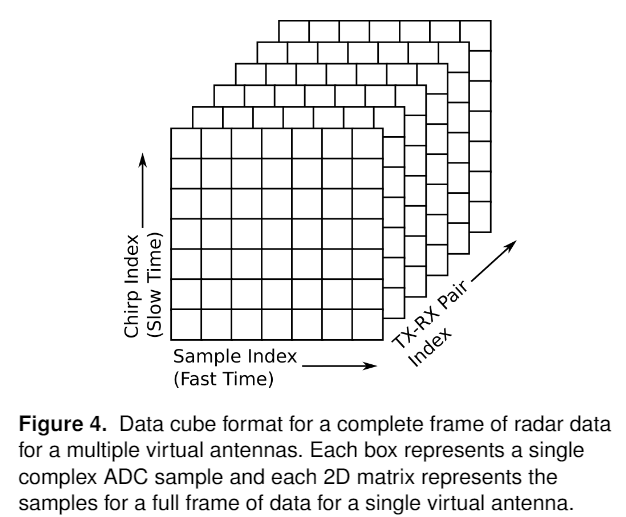 Chirp Index
(Slow Time)
Sample Index
(Fast Time)
TX-RX Pair
Index
Figure 4. Data cube format for a complete frame of radar data
for a multiple virtual antennas. Each box represents a single
complex ADC sample and each 2D matrix represents the
samples for a full frame of data for a single virtual antenna.